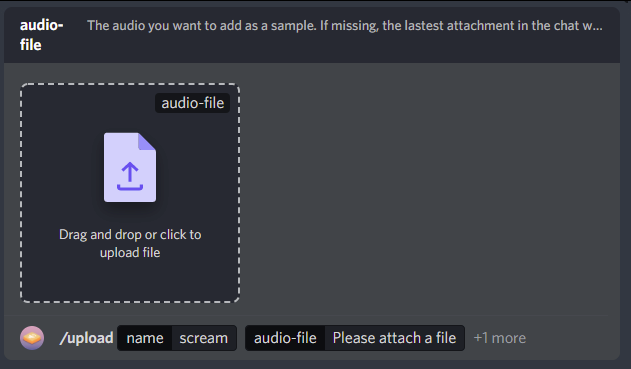 audio-file The audio you want to add as a sample. If missing, the lastest attachment in the chat w...
audio-file
Drag and drop or click to
upload file
/upload name scream audio-file Please attach a file +1 more